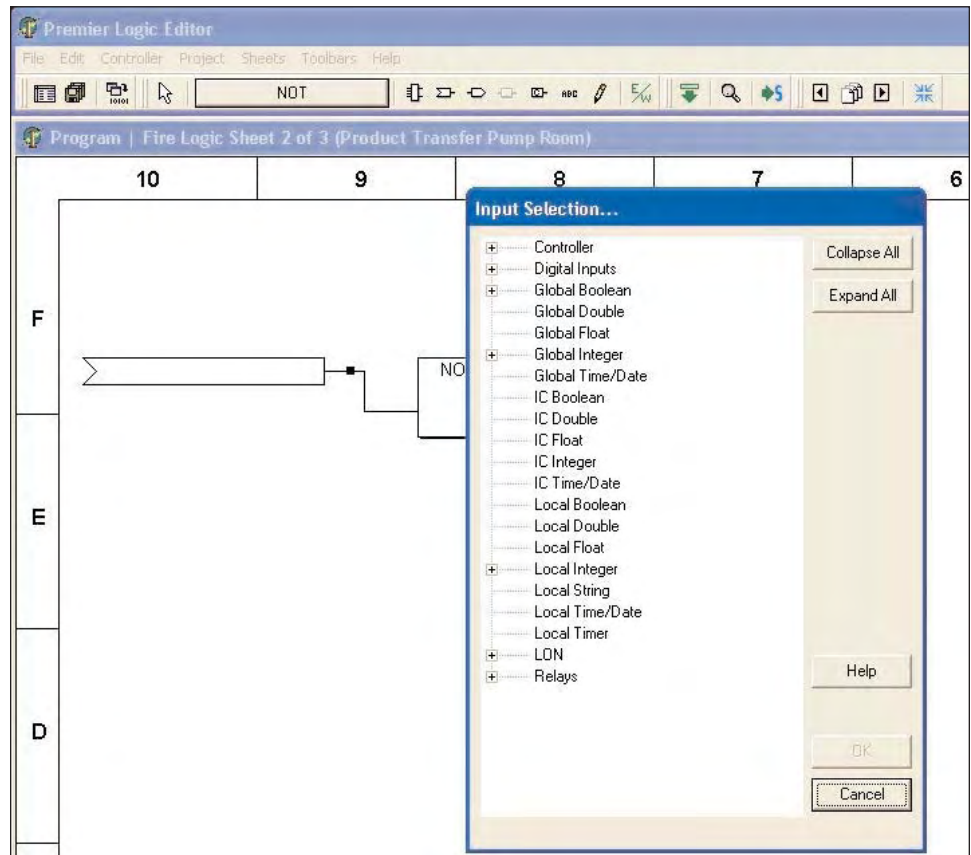 Premier Logic Editor
File Edit Controller Project Sheets Toolbars Help
NOT ABC E/W S
Program | Fire Logic Sheet 2 of 3 (Product Transfer Pump Room)
10 9 8 7 6
Input Selection...
Controller
Digital Inputs
Global Boolean
Global Double
Global Float
Global Integer
Global Time/Date
IC Boolean
IC Double
IC Float
IC Integer
IC Time/Date
Local Boolean
Local Double
Local Float
Local Integer
Local String
Local Time/Date
Local Timer
LON
Relays
Collapse All
Expand All
Help
OK
Cancel
F
NO
E
D